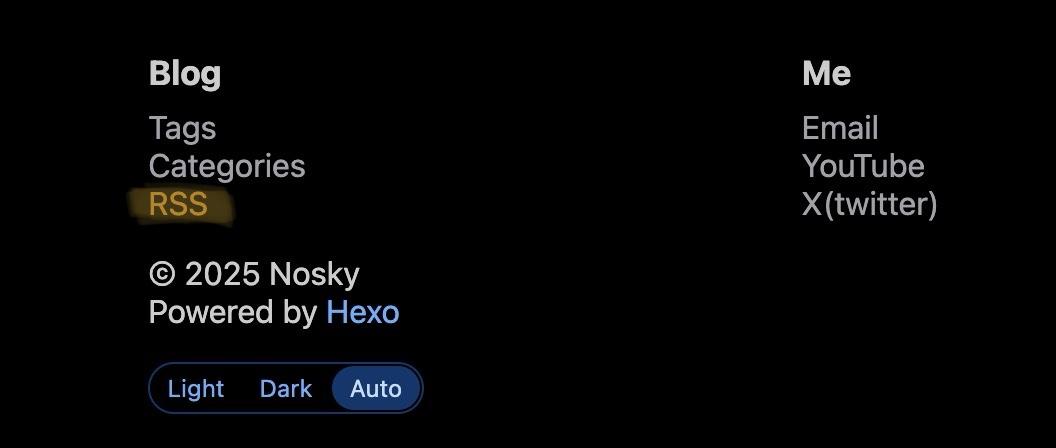 Blog
Tags
Categories
RSS
Me
Email
YouTube
X(twitter)
© 2025 Nosky
Powered by Hexo
Light Dark Auto